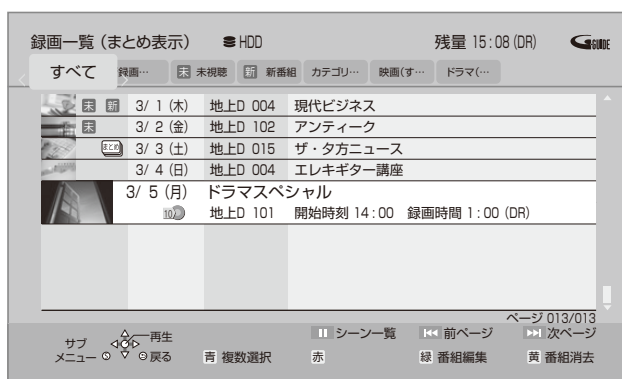 録画一覧 (まとめ表示) HDD 残量 15:08 (DR) G GUIDE
すべて 録画… 未 未視聴 新 新番組 カテゴリ… 映画(す… ドラマ(…
未 新 3/ 1 (木) 地上D 004 現代ビジネス
未 3/ 2 (金) 地上D 102 アンティーク
まとめ 3/ 3 (土) 地上D 015 ザ・夕方ニュース
3/ 4 (日) 地上D 004 エレキギター講座
3/ 5 (月) ドラマスペシャル
10 地上D 101 開始時刻 14:00 録画時間 1:00 (DR)
ページ 013/013
サブメニュー 再生 戻る
シーン一覧 前ページ 次ページ
青 複数選択 赤 緑 番組編集 黄 番組消去